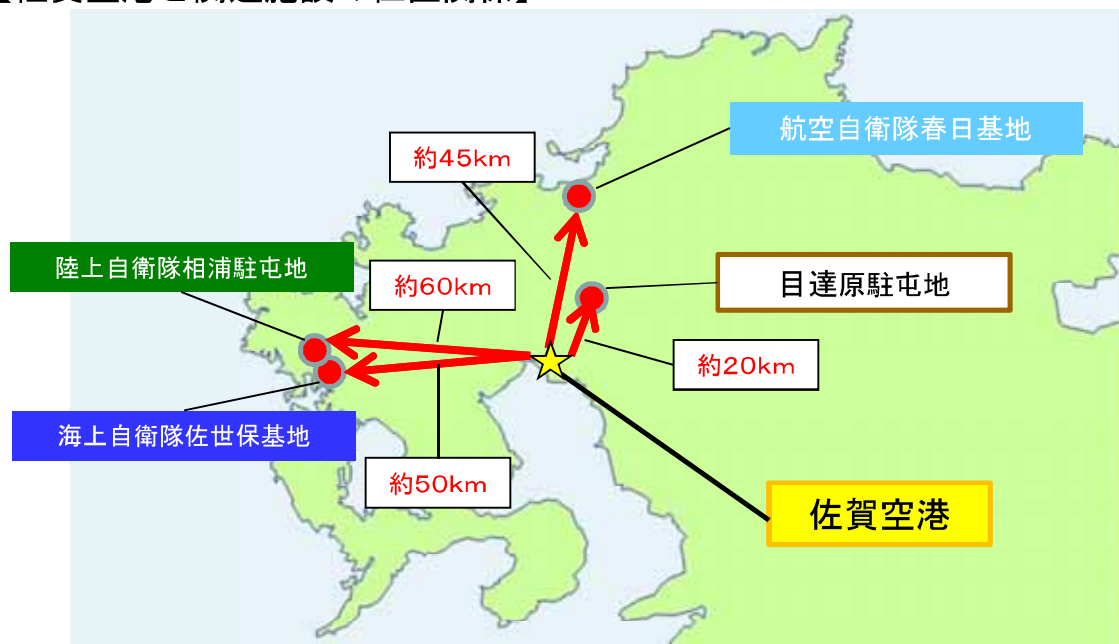 約45km
航空自衛隊春日基地
陸上自衛隊相浦駐屯地
約60km
目達原駐屯地
約20km
海上自衛隊佐世保基地
約50km
佐賀空港